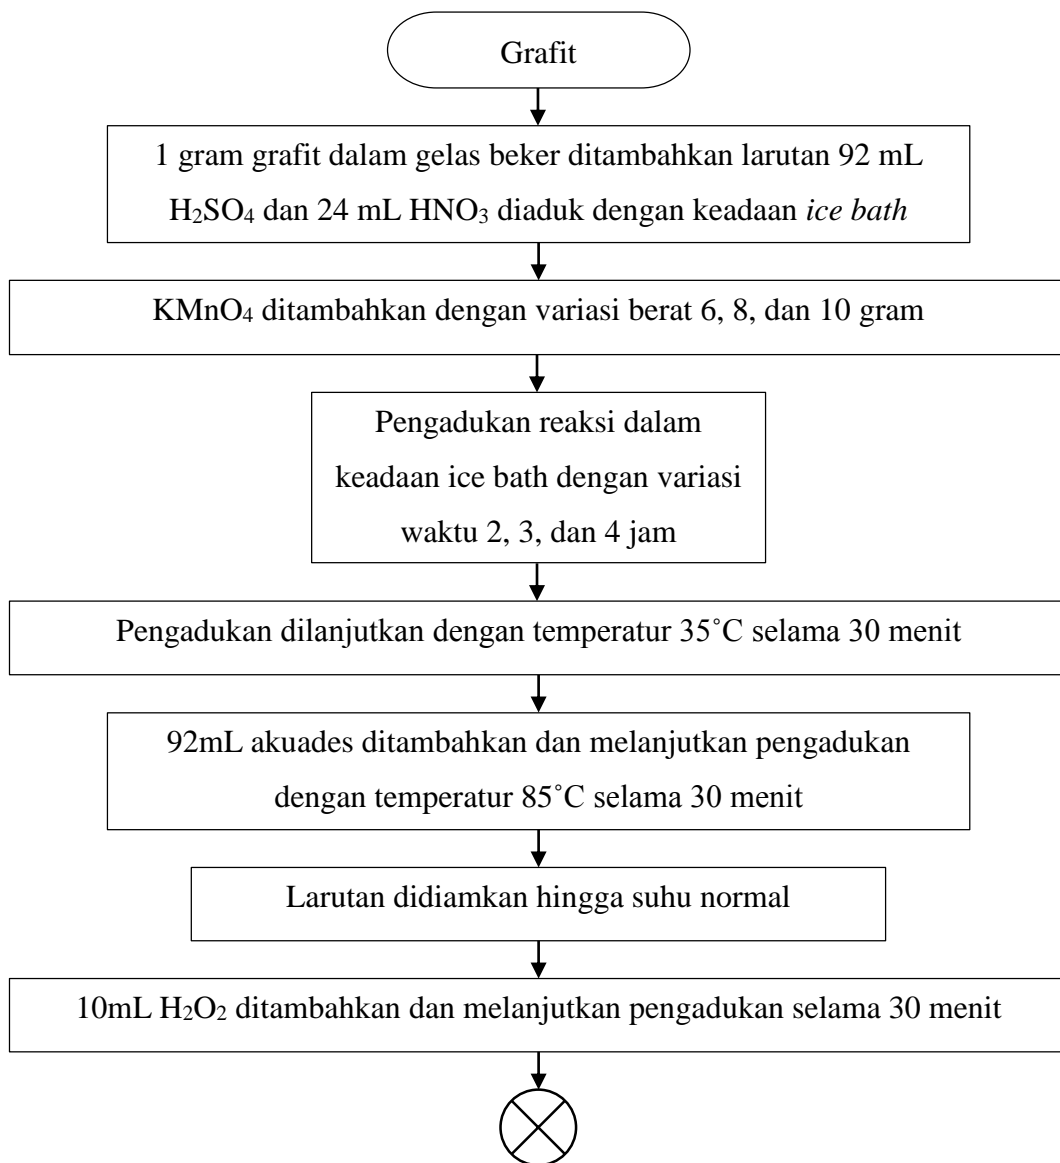 Grafit
1 gram grafit dalam gelas beker ditambahkan larutan 92 mL
H₂SO₄ dan 24 mL HNO₃ diaduk dengan keadaan ice bath
KMnO₄ ditambahkan dengan variasi berat 6, 8, dan 10 gram
Pengadukan reaksi dalam
keadaan ice bath dengan variasi
waktu 2, 3, dan 4 jam
Pengadukan dilanjutkan dengan temperatur 35˚C selama 30 menit
92mL akuades ditambahkan dan melanjutkan pengadukan
dengan temperatur 85˚C selama 30 menit
Larutan didiamkan hingga suhu normal
10mL H₂O₂ ditambahkan dan melanjutkan pengadukan selama 30 menit